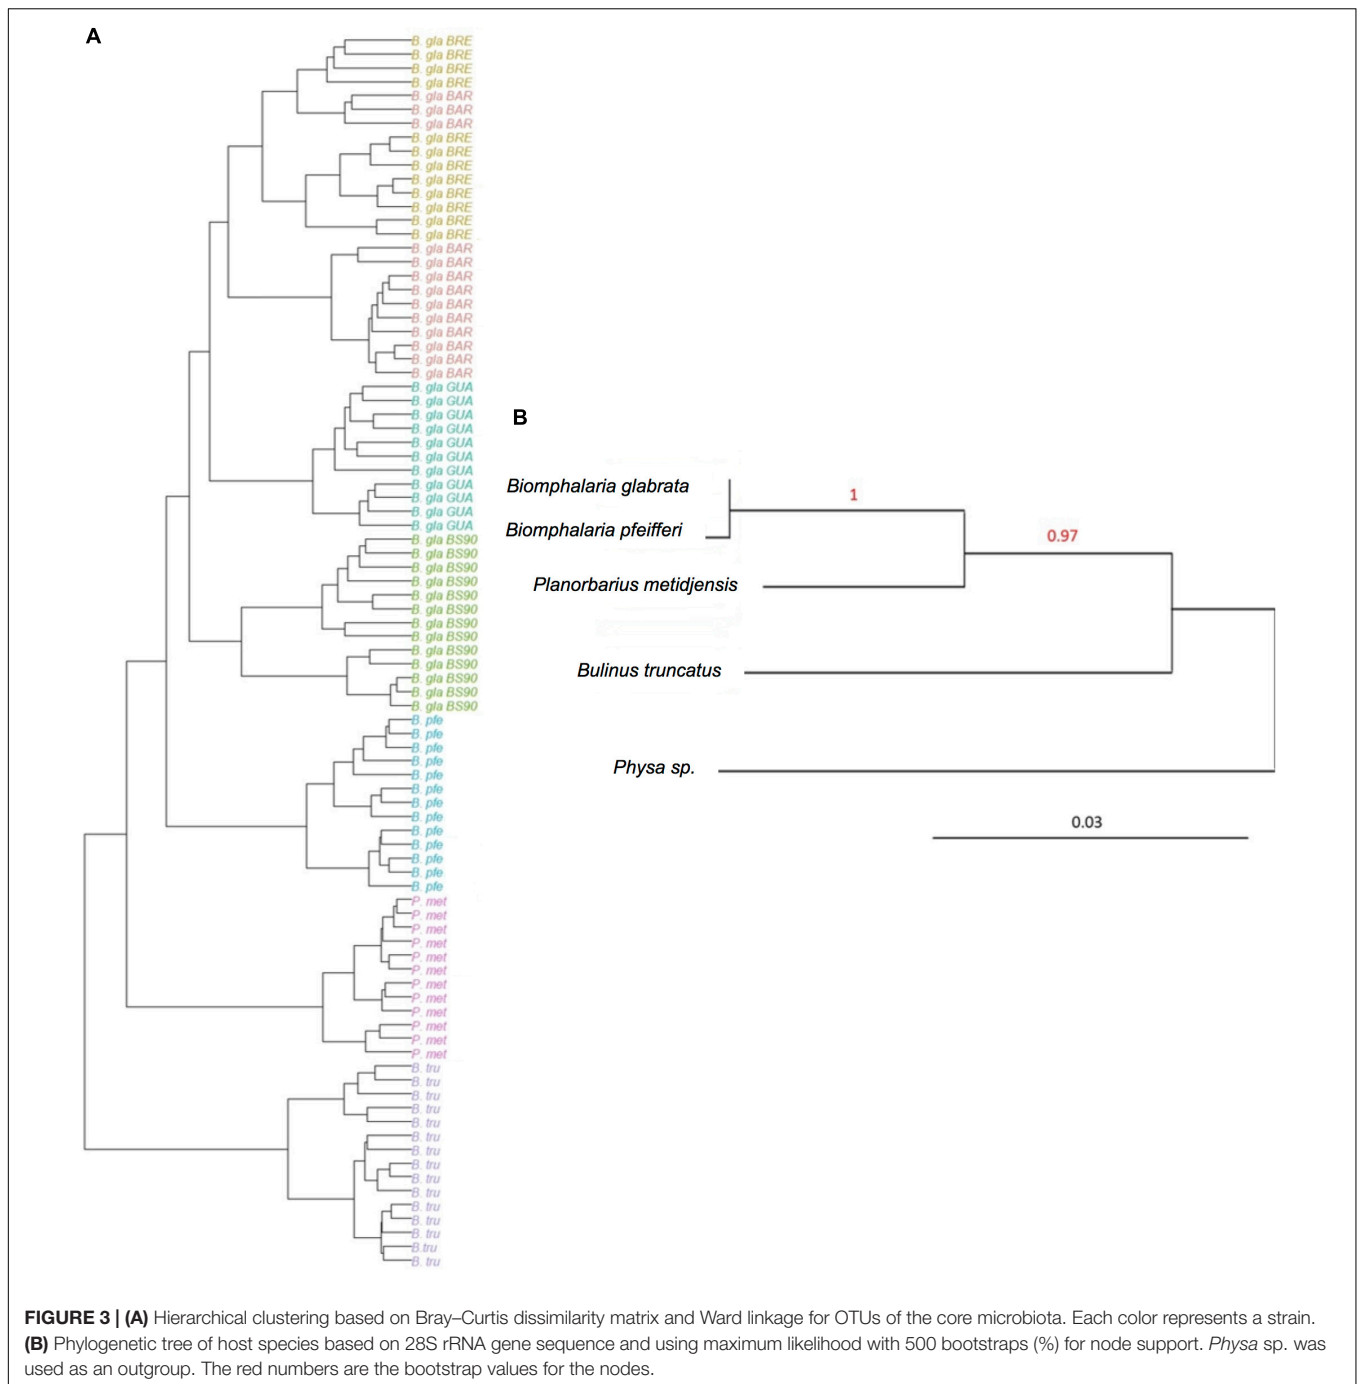 A
B. gla BRE
B. gla BRE
B. gla BRE
B. gla BRE
B. gla BAR
B. gla BAR
B. gla BAR
B. gla BRE
B. gla BRE
B. gla BRE
B. gla BRE
B. gla BRE
B. gla BRE
B. gla BRE
B. gla BRE
B. gla BAR
B. gla BAR
B. gla BAR
B. gla BAR
B. gla BAR
B. gla BAR
B. gla BAR
B. gla BAR
B. gla BAR
B. gla BAR
B. gla GUA
B. gla GUA
B. gla GUA
B. gla GUA
B. gla GUA
B. gla GUA
B. gla GUA
B. gla GUA
B. gla GUA
B. gla GUA
B. gla GUA
B. gla BS90
B. gla BS90
B. gla BS90
B. gla BS90
B. gla BS90
B. gla BS90
B. gla BS90
B. gla BS90
B. gla BS90
B. gla BS90
B. gla BS90
B. gla BS90
B. gla BS90
B. pfe
B. pfe
B. pfe
B. pfe
B. pfe
B. pfe
B. pfe
B. pfe
B. pfe
B. pfe
B. pfe
B. pfe
B. pfe
P. met
P. met
P. met
P. met
P. met
P. met
P. met
P. met
P. met
P. met
P. met
P. met
B. tru
B. tru
B. tru
B. tru
B. tru
B. tru
B. tru
B. tru
B. tru
B. tru
B. tru
B. tru
B. tru
B.tru
B. tru
B
Biomphalaria glabrata
1
Biomphalaria pfeifferi
0.97
Planorbarius metidjensis
Bulinus truncatus
Physa sp.
0.03
FIGURE 3 | (A) Hierarchical clustering based on Bray–Curtis dissimilarity matrix and Ward linkage for OTUs of the core microbiota. Each color represents a strain.
(B) Phylogenetic tree of host species based on 28S rRNA gene sequence and using maximum likelihood with 500 bootstraps (%) for node support. Physa sp. was
used as an outgroup. The red numbers are the bootstrap values for the nodes.